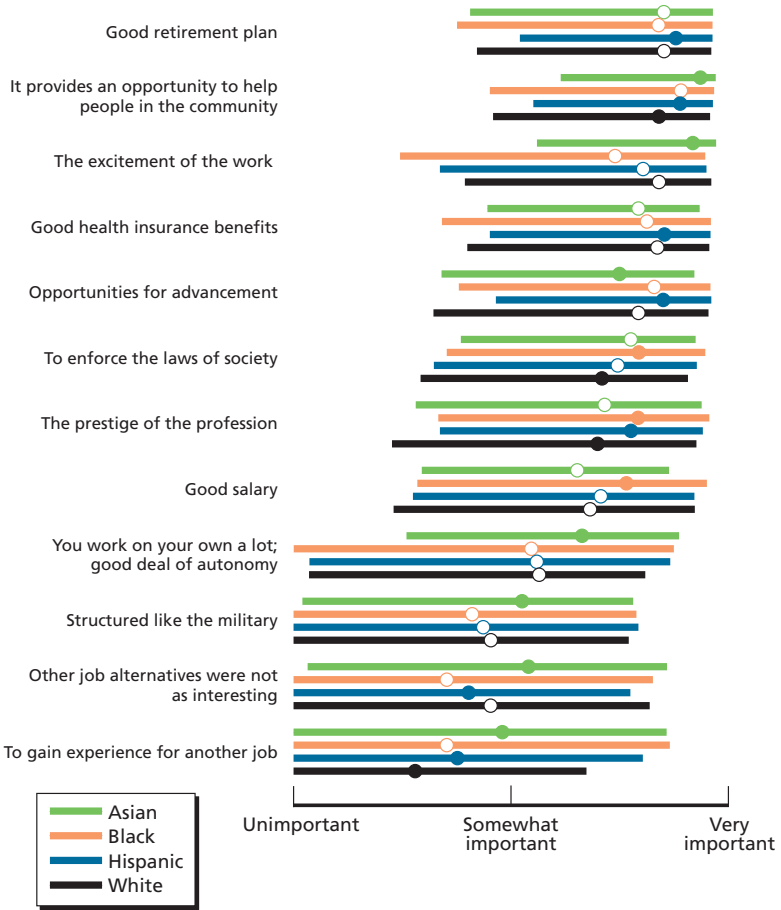 Good retirement plan
It provides an opportunity to help
people in the community
The excitement of the work
Good health insurance benefits
Opportunities for advancement
To enforce the laws of society
The prestige of the profession
Good salary
You work on your own a lot;
good deal of autonomy
Structured like the military
Other job alternatives were not
as interesting
To gain experience for another job
Unimportant
Somewhat
important
Very
important
Asian
Black
Hispanic
White